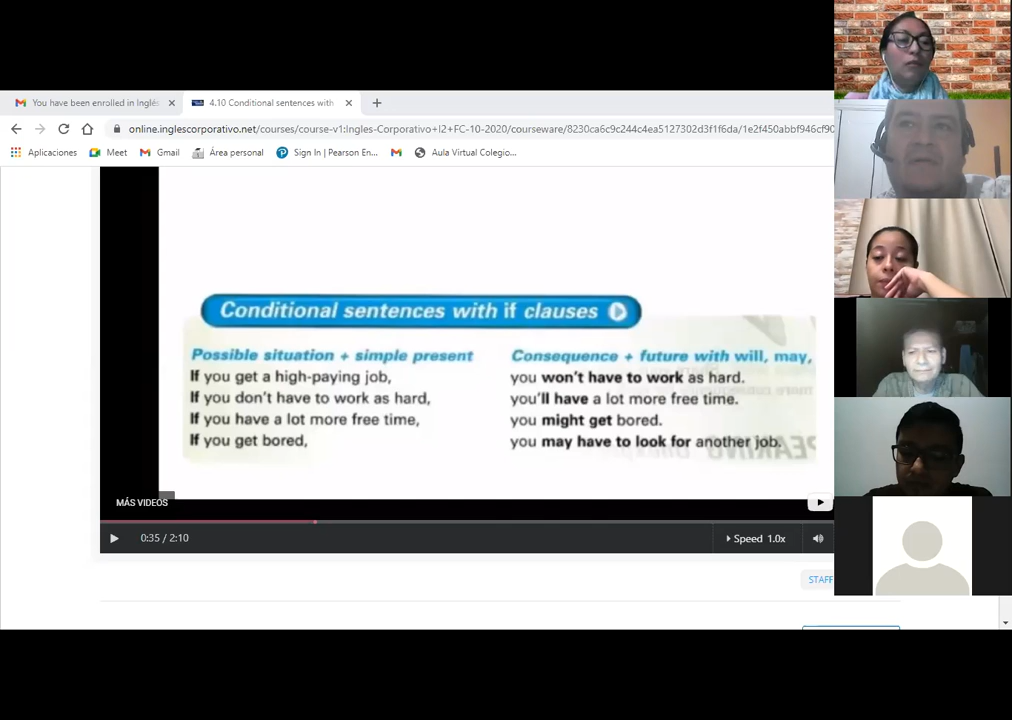 You have been enrolled in Inglés
4.10 Conditional sentences with
online.inglescorporativo.net/courses/course-v1:Ingles-Corporativo+I2+FC-10-2020/courseware/8230ca6c9c244c4ea5127302d3f1f6da/1e2f450abbf946cf90
Aplicaciones Meet Gmail Área personal Sign In | Pearson En... Aula Virtual Colegio...
Conditional sentences with if clauses
Possible situation + simple present Consequence + future with will, may,
If you get a high-paying job, you won't have to work as hard.
If you don't have to work as hard, you'll have a lot more free time.
If you have a lot more free time, you might get bored.
If you get bored, you may have to look for another job.
MÁS VIDEOS
0:35 / 2:10 Speed 1.0x
STAFF